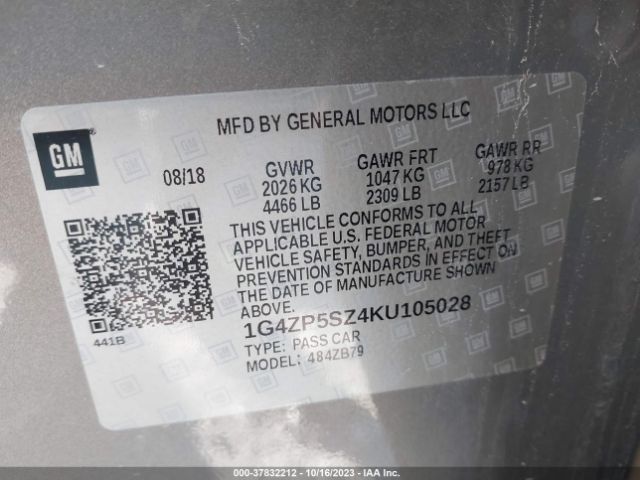 MFD BY GENERAL MOTORS LLC
GM
08/18
GVWR
2026 KG
4466 LB
GAWR FRT
1047 KG
2309 LB
GAWR RR
978 KG
2157 LB
THIS VEHICLE CONFORMS TO ALL
APPLICABLE U.S. FEDERAL MOTOR
VEHICLE SAFETY, BUMPER, AND THEFT
PREVENTION STANDARDS IN EFFECT
ON THE DATE OF MANUFACTURE
SHOWN ABOVE.
1G4ZP5SZ4KU105028
TYPE: PASS CAR
MODEL: 484ZB79
441B
000-37832212 - 10/16/2023 - IAA Inc.